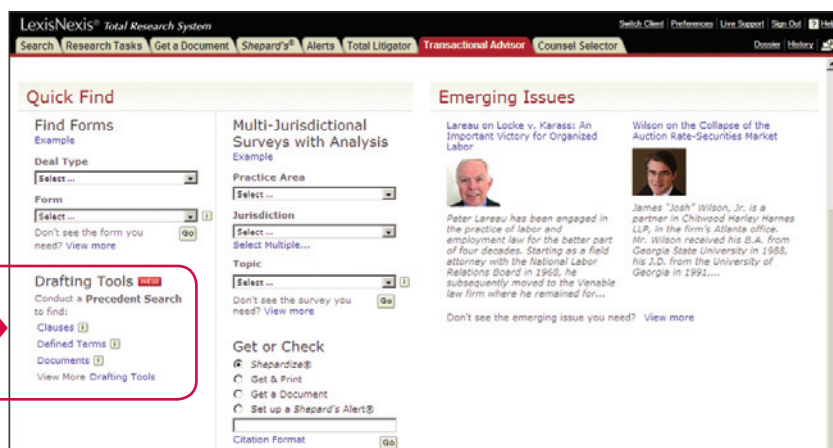 LexisNexis® Total Research System
Switch Client | Preferences | Live Support | Sign Out | ? He
Search Research Tasks Get a Document Shepard's® Alerts Total Litigator Transactional Advisor Counsel Selector
Dossier | History
Quick Find
Find Forms
Example
Deal Type
Select ...
Form
Select ...
Don't see the form you
need? View more
Go
Drafting Tools NEW
Conduct a Precedent Search
to find:
Clauses i
Defined Terms i
Documents i
View More Drafting Tools
Multi-Jurisdictional
Surveys with Analysis
Example
Practice Area
Select ...
Jurisdiction
Select ...
Select Multiple...
Topic
Select ...
Don't see the survey you
need? View more
Go
Get or Check
Shepardize®
Get & Print
Get a Document
Set up a Shepard's Alert®
Citation Format
Go
Emerging Issues
Lareau on Locke v. Karass: An
Important Victory for Organized
Labor
Peter Lareau has been engaged in
the practice of labor and
employment law for the better part
of four decades. Starting as a field
attorney with the National Labor
Relations Board in 1968, he
subsequently moved to the Venable
law firm where he remained for...
Wilson on the Collapse of the
Auction Rate-Securities Market
James "Josh" Wilson, Jr. is a
partner in Chitwood Harley Harnes
LLP, in the firm's Atlanta office.
Mr. Wilson received his B.A. from
Georgia State University in 1988,
his J.D. from the University of
Georgia in 1991,...
Don't see the emerging issue you need? View more